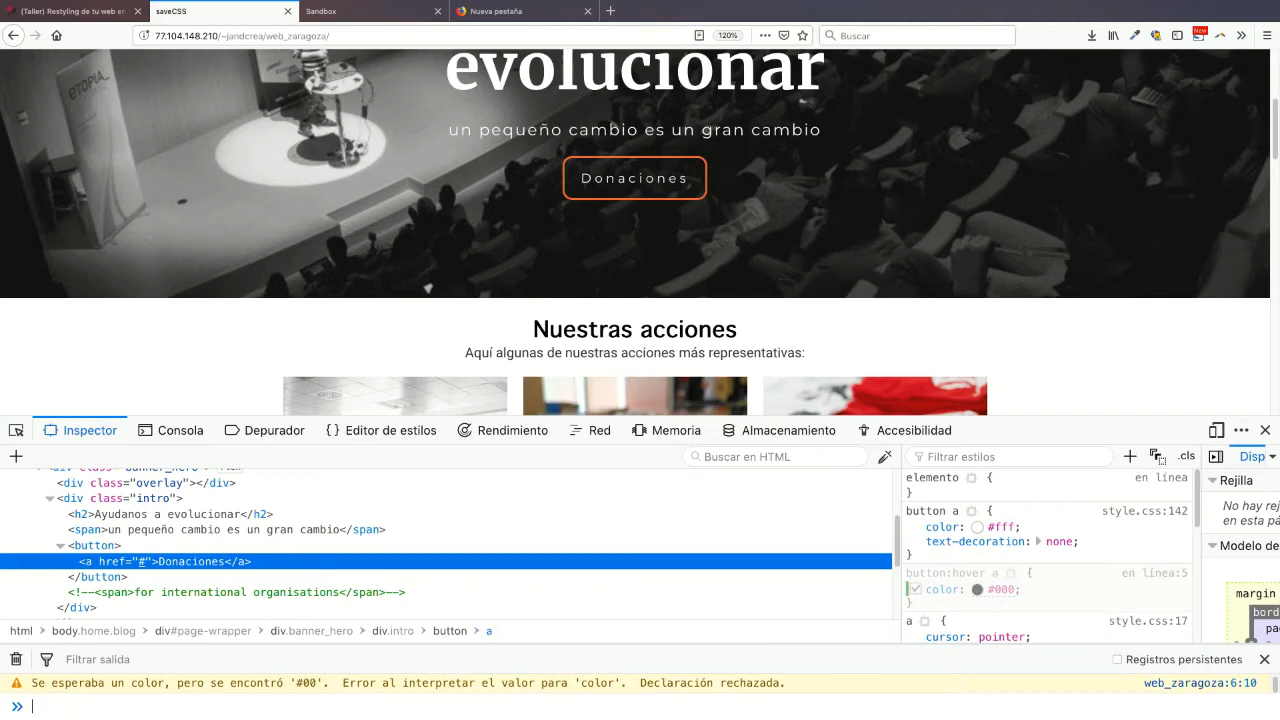 (Taller) Restyling de tu web en
saveCSS
Sandbox
Nueva pestaña
77.104.148.210/~jandcrea/web_zaragoza/
120%
Buscar
New
eTOPIA_
evolucionar
un pequeño cambio es un gran cambio
Donaciones
Nuestras acciones
Aquí algunas de nuestras acciones más representativas:
Inspector
Consola
Depurador
{} Editor de estilos
Rendimiento
Red
Memoria
Almacenamiento
Accesibilidad
Buscar en HTML
Filtrar estilos
.cls
Disp
<div class="overlay"></div>
<div class="intro">
<h2>Ayudanos a evolucionar</h2>
<span>un pequeño cambio es un gran cambio</span>
<button>
<a href="#">Donaciones</a>
</button>
<!--<span>for international organisations</span>-->
</div>
elemento { en línea
}
button a { style.css:142
color: #fff;
text-decoration: none;
}
button:hover a { en línea:5
color: #000;
}
a { style.css:17
cursor: pointer;
Rejilla
No hay rej
en esta pá
Modelo de
margin
bord
pa
html > body.home.blog > div#page-wrapper > div.banner_hero > div.intro > button > a
Filtrar salida
Registros persistentes
Se esperaba un color, pero se encontró '#00'. Error al interpretar el valor para 'color'. Declaración rechazada. web_zaragoza:6:10
»